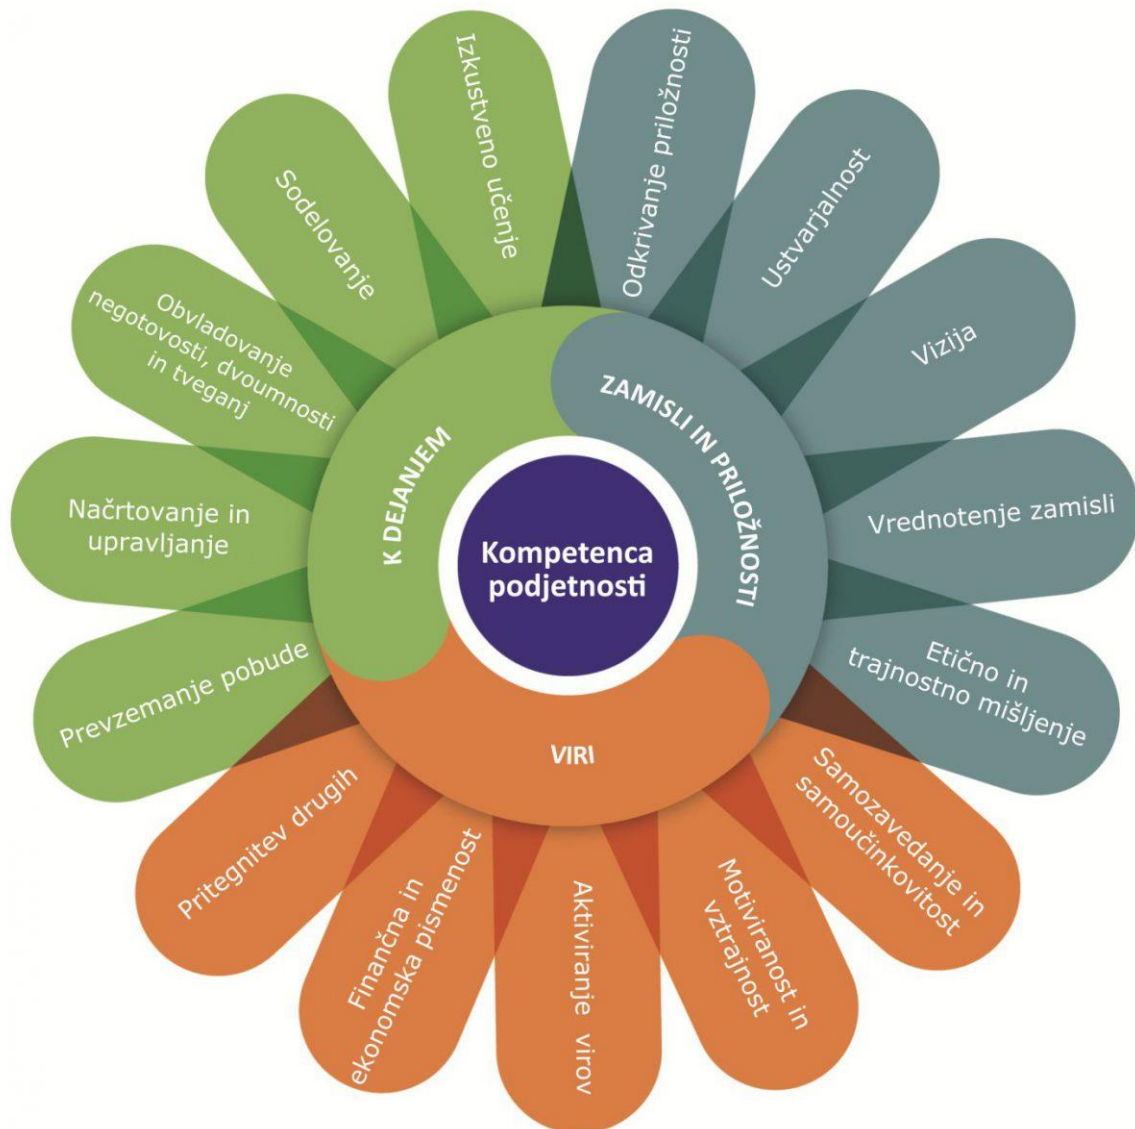 Kompetenca
podjetnosti
ZAMISLI IN PRILOŽNOSTI
Odkrivanje priložnosti
Ustvarjalnost
Vizija
Vrednotenje zamisli
Etično in
trajnostno mišljenje
VIRI
Samozavedanje in
samoučinkovitost
Motiviranost in
vztrajnost
Aktiviranje virov
Finančna in
ekonomska pismenost
Pritegnitev drugih
K DEJANJEM
Prevzemanje pobude
Načrtovanje in
upravljanje
Obvladovanje
negotovosti, dvoumnosti
in tveganj
Sodelovanje
Izkustveno učenje